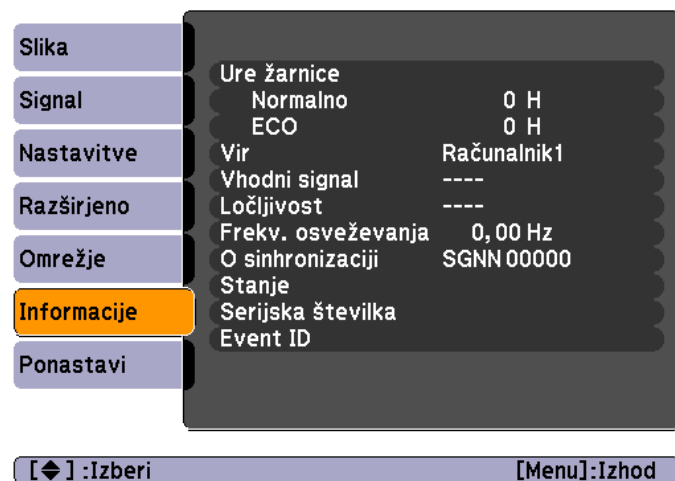 Slika
Signal
Nastavitve
Razširjeno
Omrežje
Informacije
Ponastavi
Ure žarnice
Normalno 0 H
ECO 0 H
Vir Računalnik1
Vhodni signal ----
Ločljivost ----
Frekv. osveževanja 0,00 Hz
O sinhronizaciji SGNN 00000
Stanje
Serijska številka
Event ID
[◆] :Izberi [Menu]:Izhod